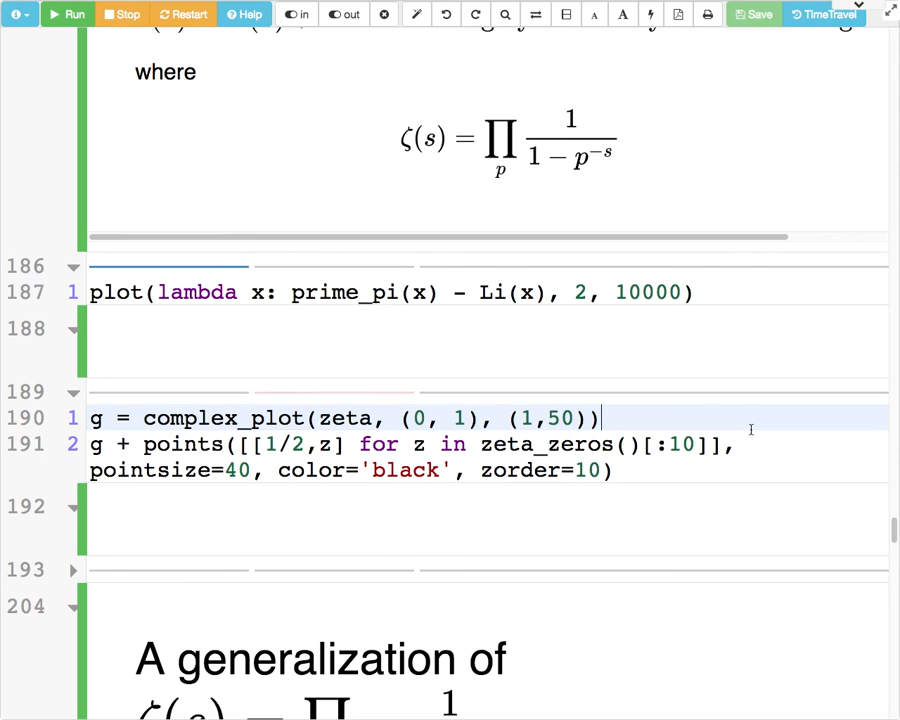 Run Stop Restart Help in out A A Save TimeTravel
where
ζ(s) = ∏_p 1/(1 − p^{−s})
186
187 1 plot(lambda x: prime_pi(x) - Li(x), 2, 10000)
188
189
190 1 g = complex_plot(zeta, (0, 1), (1,50))
191 2 g + points([[1/2,z] for z in zeta_zeros()[:10]],
pointsize=40, color='black', zorder=10)
192
193
204
A generalization of
ζ(s) = ∏ 1